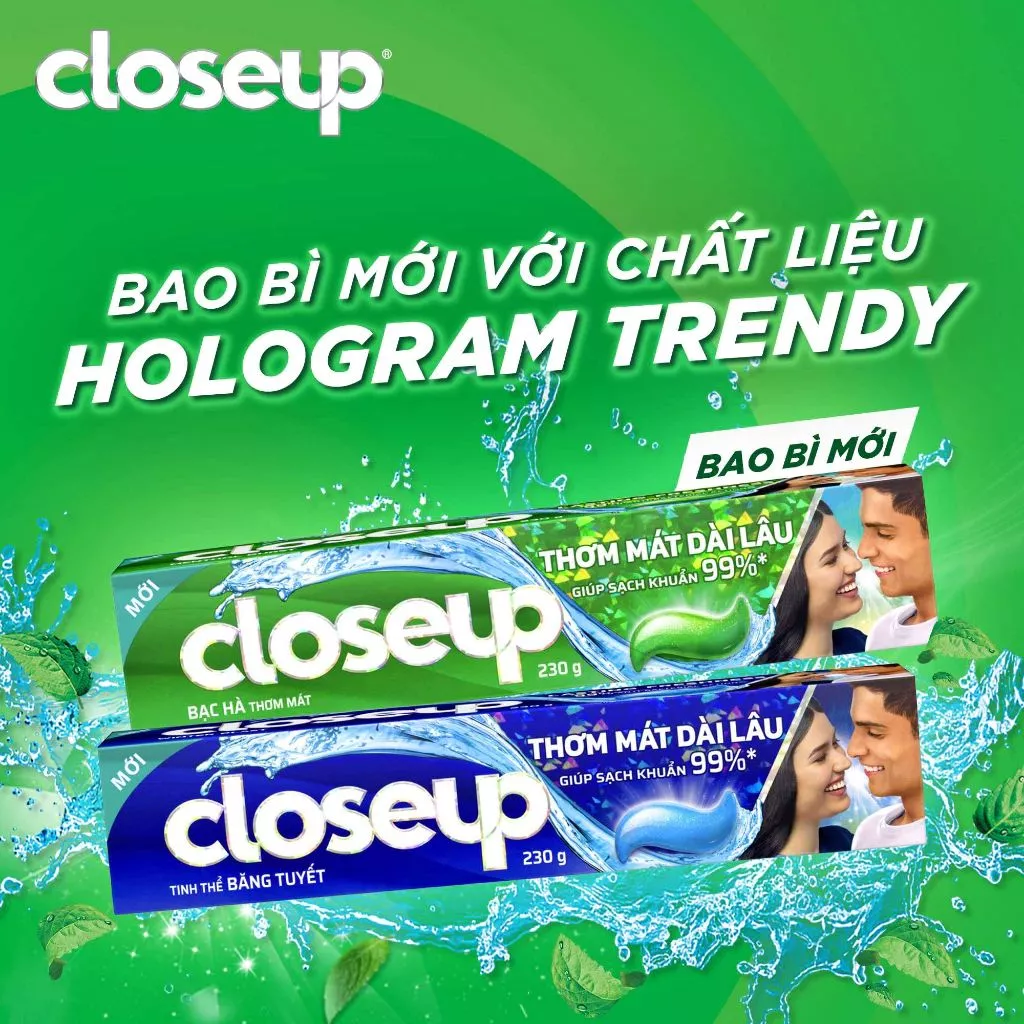 closeup®
BAO BÌ MỚI VỚI CHẤT LIỆU
HOLOGRAM TRENDY
BAO BÌ MỚI
MỚI
closeup
THƠM MÁT DÀI LÂU
GIÚP SẠCH KHUẨN 99%*
230 g
BẠC HÀ THƠM MÁT
MỚI
closeup
THƠM MÁT DÀI LÂU
GIÚP SẠCH KHUẨN 99%*
230 g
TINH THỂ BĂNG TUYẾT